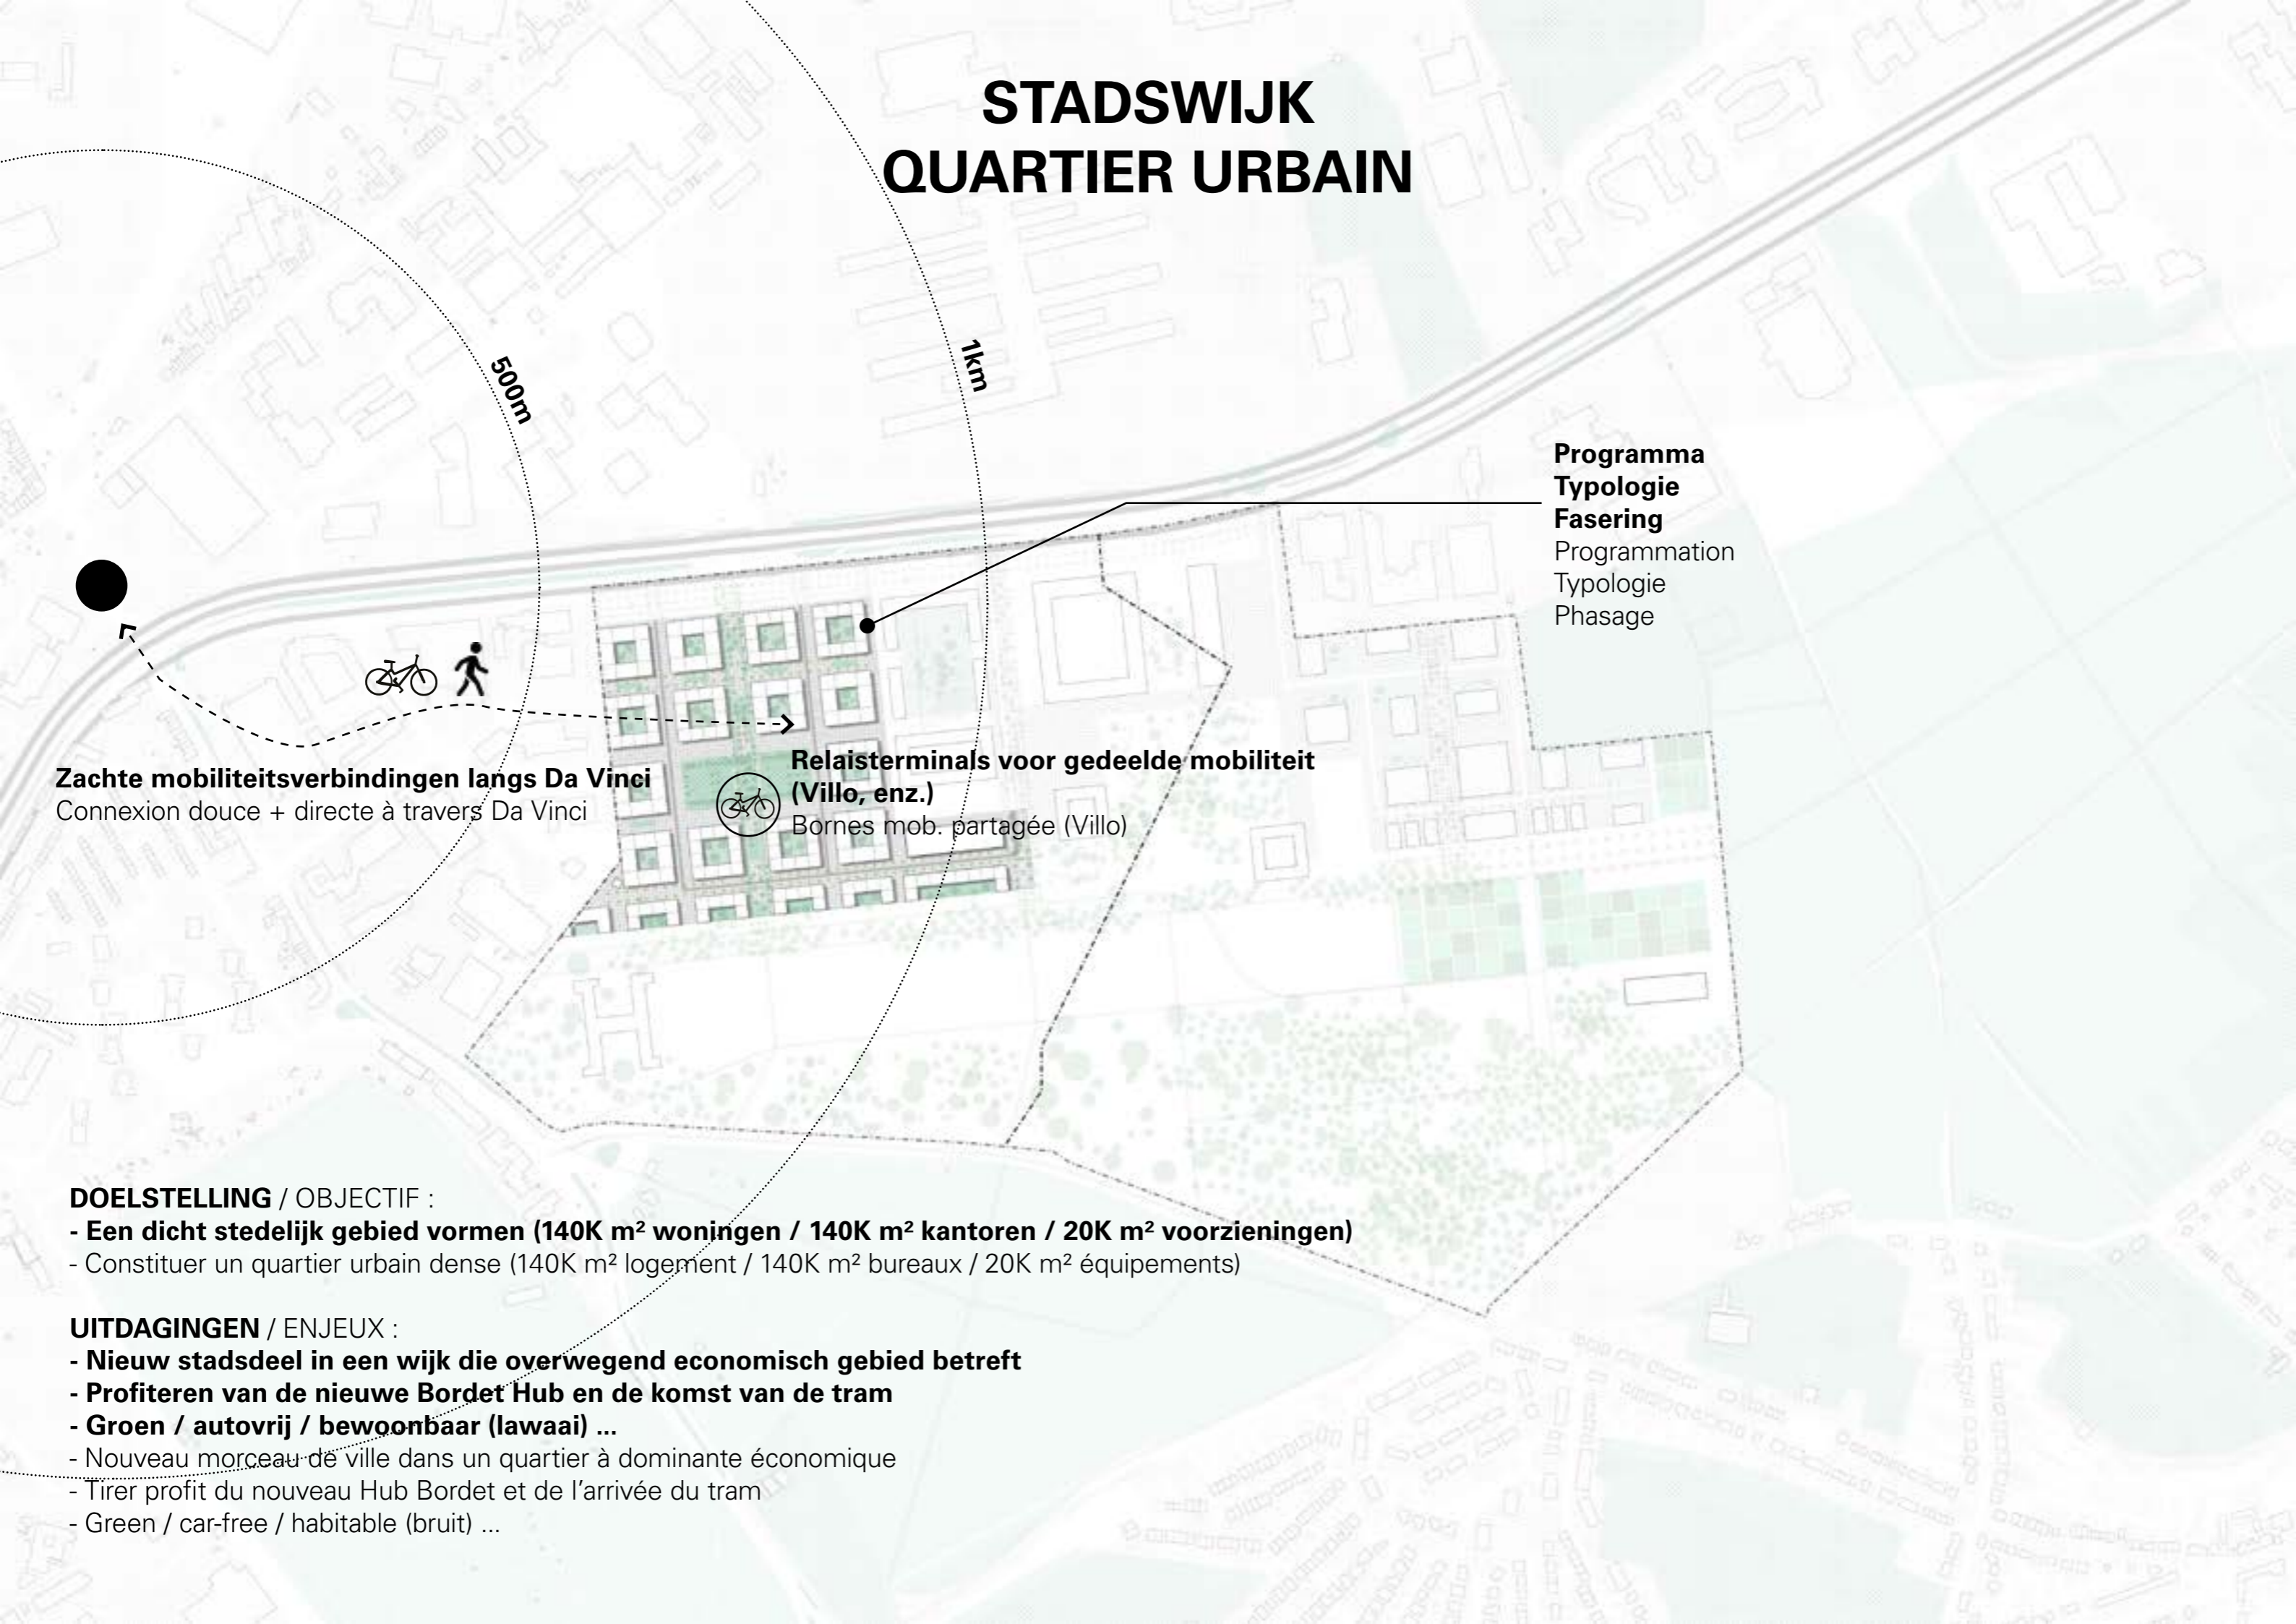 STADSWIJK
QUARTIER URBAIN
500m
1km
Programma
Typologie
Fasering
Programmation
Typologie
Phasage
Zachte mobiliteitsverbindingen langs Da Vinci
Connexion douce + directe à travers Da Vinci
Relaisterminals voor gedeelde mobiliteit
(Villo, enz.)
Bornes mob. partagée (Villo)
DOELSTELLING / OBJECTIF :
- Een dicht stedelijk gebied vormen (140K m² woningen / 140K m² kantoren / 20K m² voorzieningen)
- Constituer un quartier urbain dense (140K m² logement / 140K m² bureaux / 20K m² équipements)
UITDAGINGEN / ENJEUX :
- Nieuw stadsdeel in een wijk die overwegend economisch gebied betreft
- Profiteren van de nieuwe Bordet Hub en de komst van de tram
- Groen / autovrij / bewoonbaar (lawaai) ...
- Nouveau morceau de ville dans un quartier à dominante économique
- Tirer profit du nouveau Hub Bordet et de l'arrivée du tram
- Green / car-free / habitable (bruit) ...